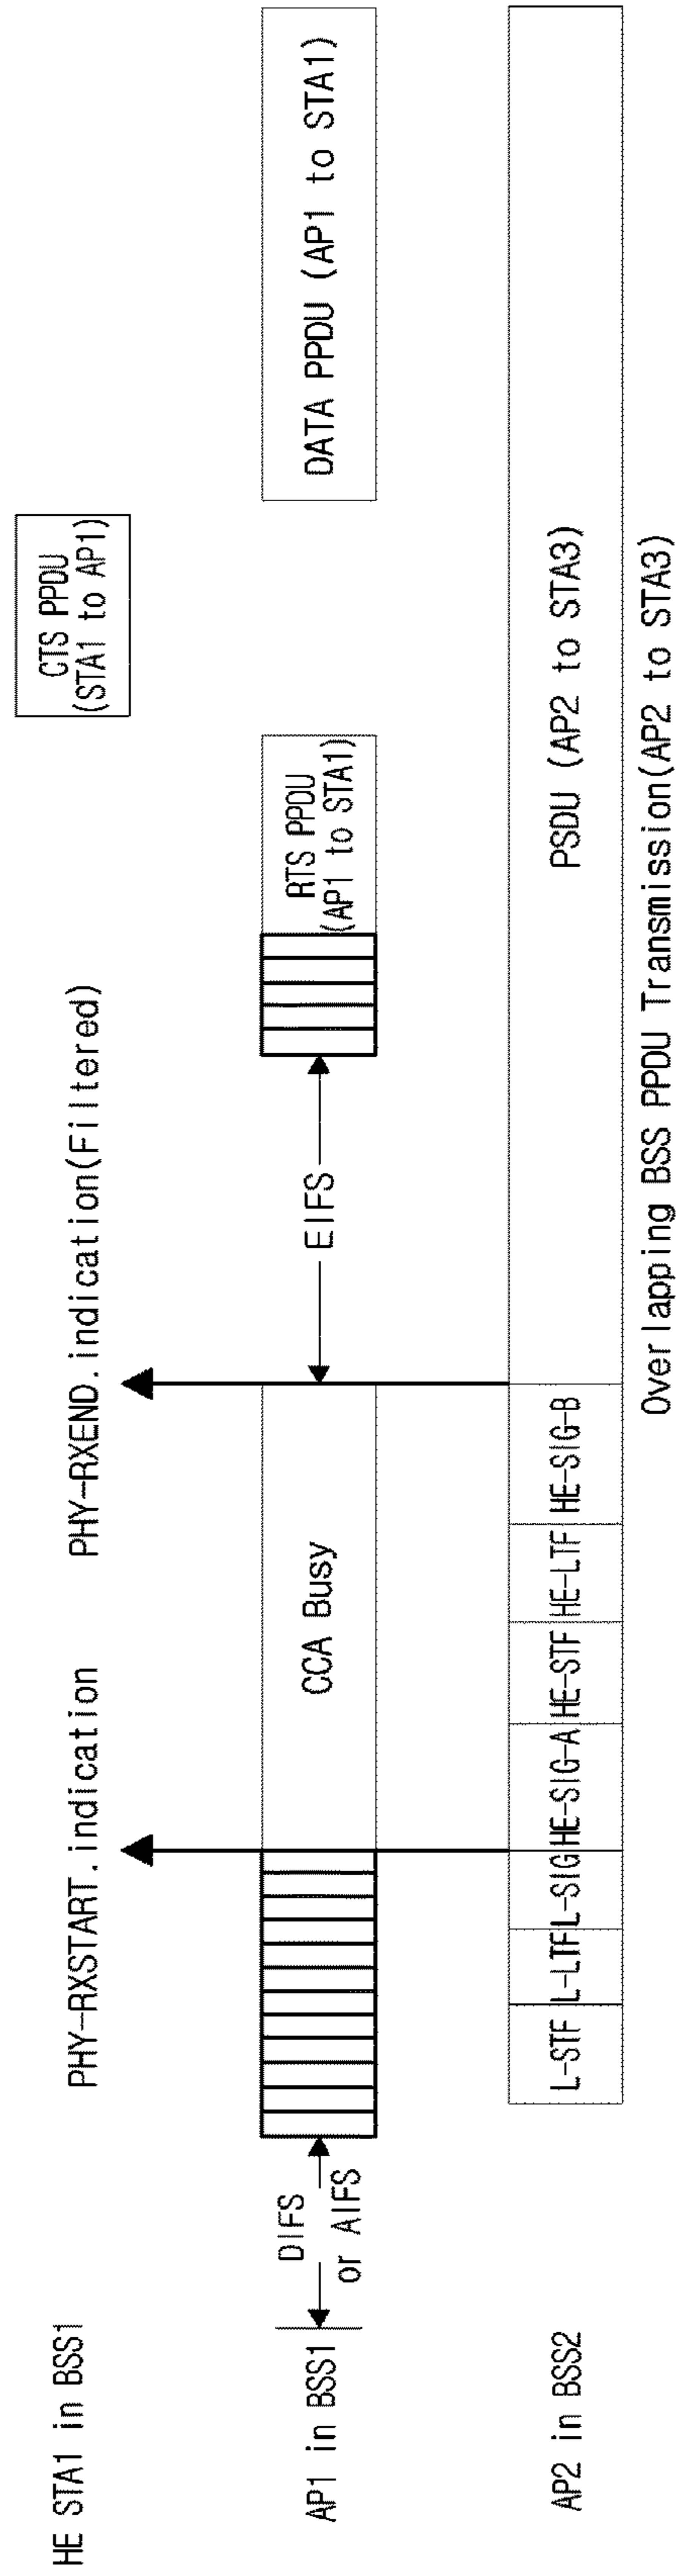 HE STA1 in BSS1
PHY-RXSTART.indication
PHY-RXEND.indication(Filtered)
CTS PPDU
(STA1 to AP1)
AP1 in BSS1
DIFS
or AIFS
CCA Busy
EIFS
RTS PPDU
(AP1 to STA1)
DATA PPDU (AP1 to STA1)
AP2 in BSS2
L-STF
L-LTF
L-SIG
HE-SIG-A
HE-STF
HE-LTF
HE-SIG-B
PSDU (AP2 to STA3)
Overlapping BSS PPDU Transmission(AP2 to STA3)